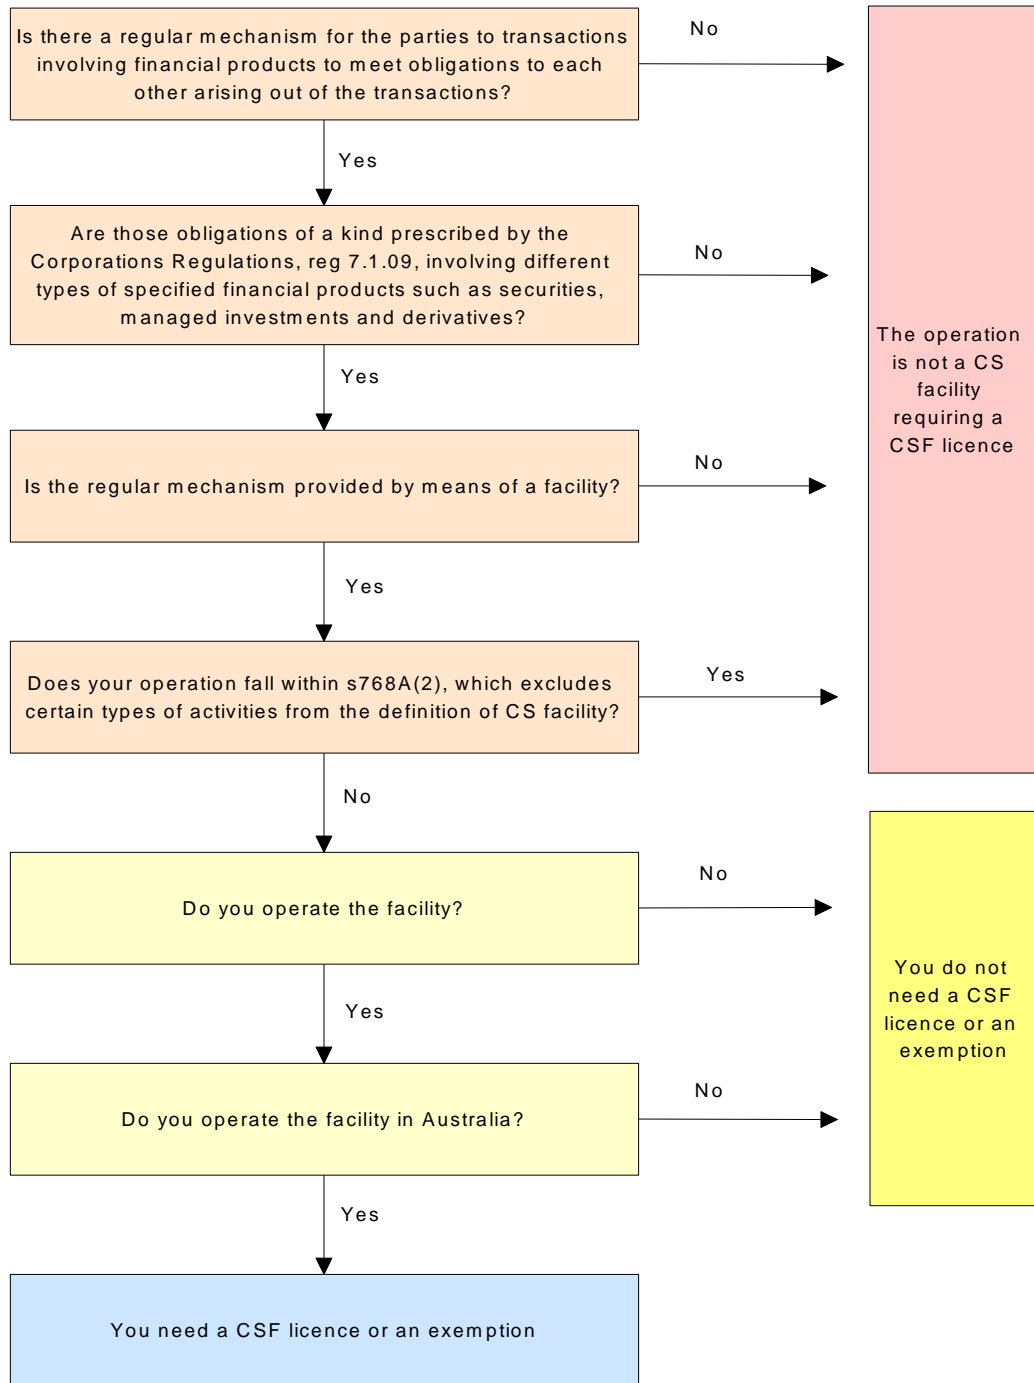 Is there a regular mechanism for the parties to transactions
involving financial products to meet obligations to each
other arising out of the transactions?
No
Yes
Are those obligations of a kind prescribed by the
Corporations Regulations, reg 7.1.09, involving different
types of specified financial products such as securities,
managed investments and derivatives?
No
The operation
is not a CS
facility
requiring a
CSF licence
Yes
Is the regular mechanism provided by means of a facility?
No
Yes
Does your operation fall within s768A(2), which excludes
certain types of activities from the definition of CS facility?
Yes
No
Do you operate the facility?
No
You do not
need a CSF
licence or an
exemption
Yes
Do you operate the facility in Australia?
No
Yes
You need a CSF licence or an exemption